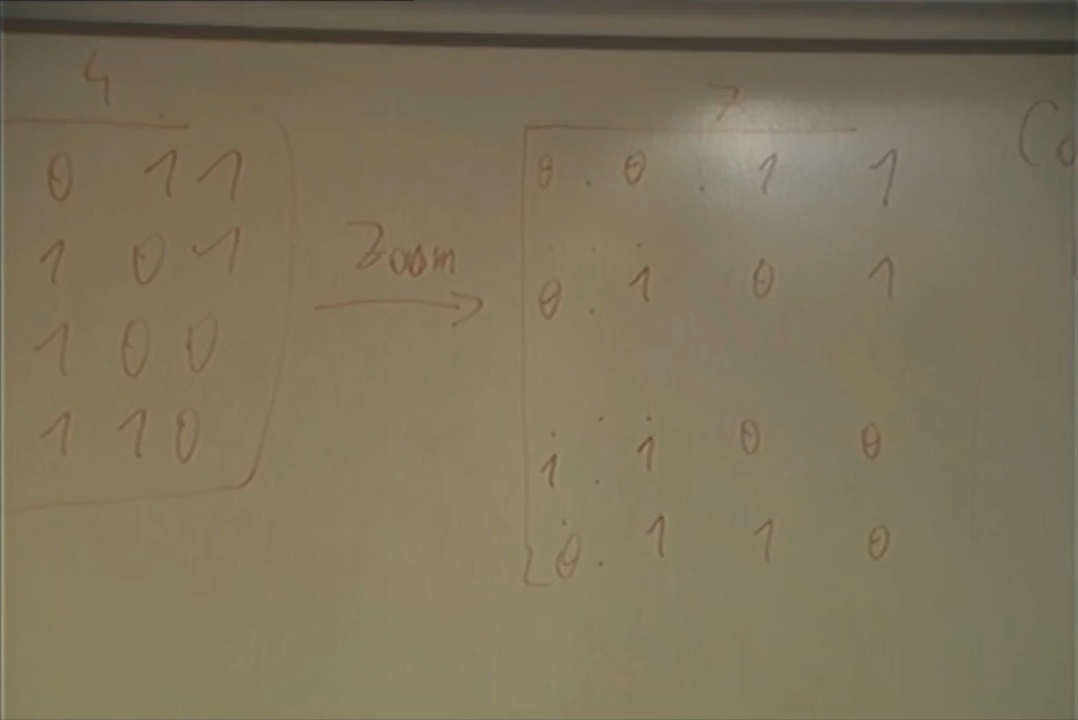 4
0 1 1
1 0 1
1 0 0
1 1 0
Zoom
7
0 . 0 . 1 1
0 . 1 0 1
1 . 1 0 0
0 . 1 1 0
(0